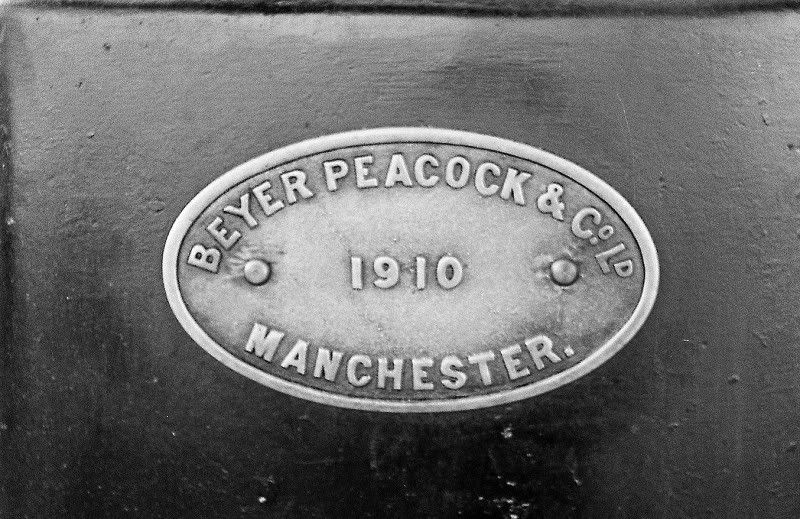 BEYER PEACOCK & Co. LD
1910
MANCHESTER.